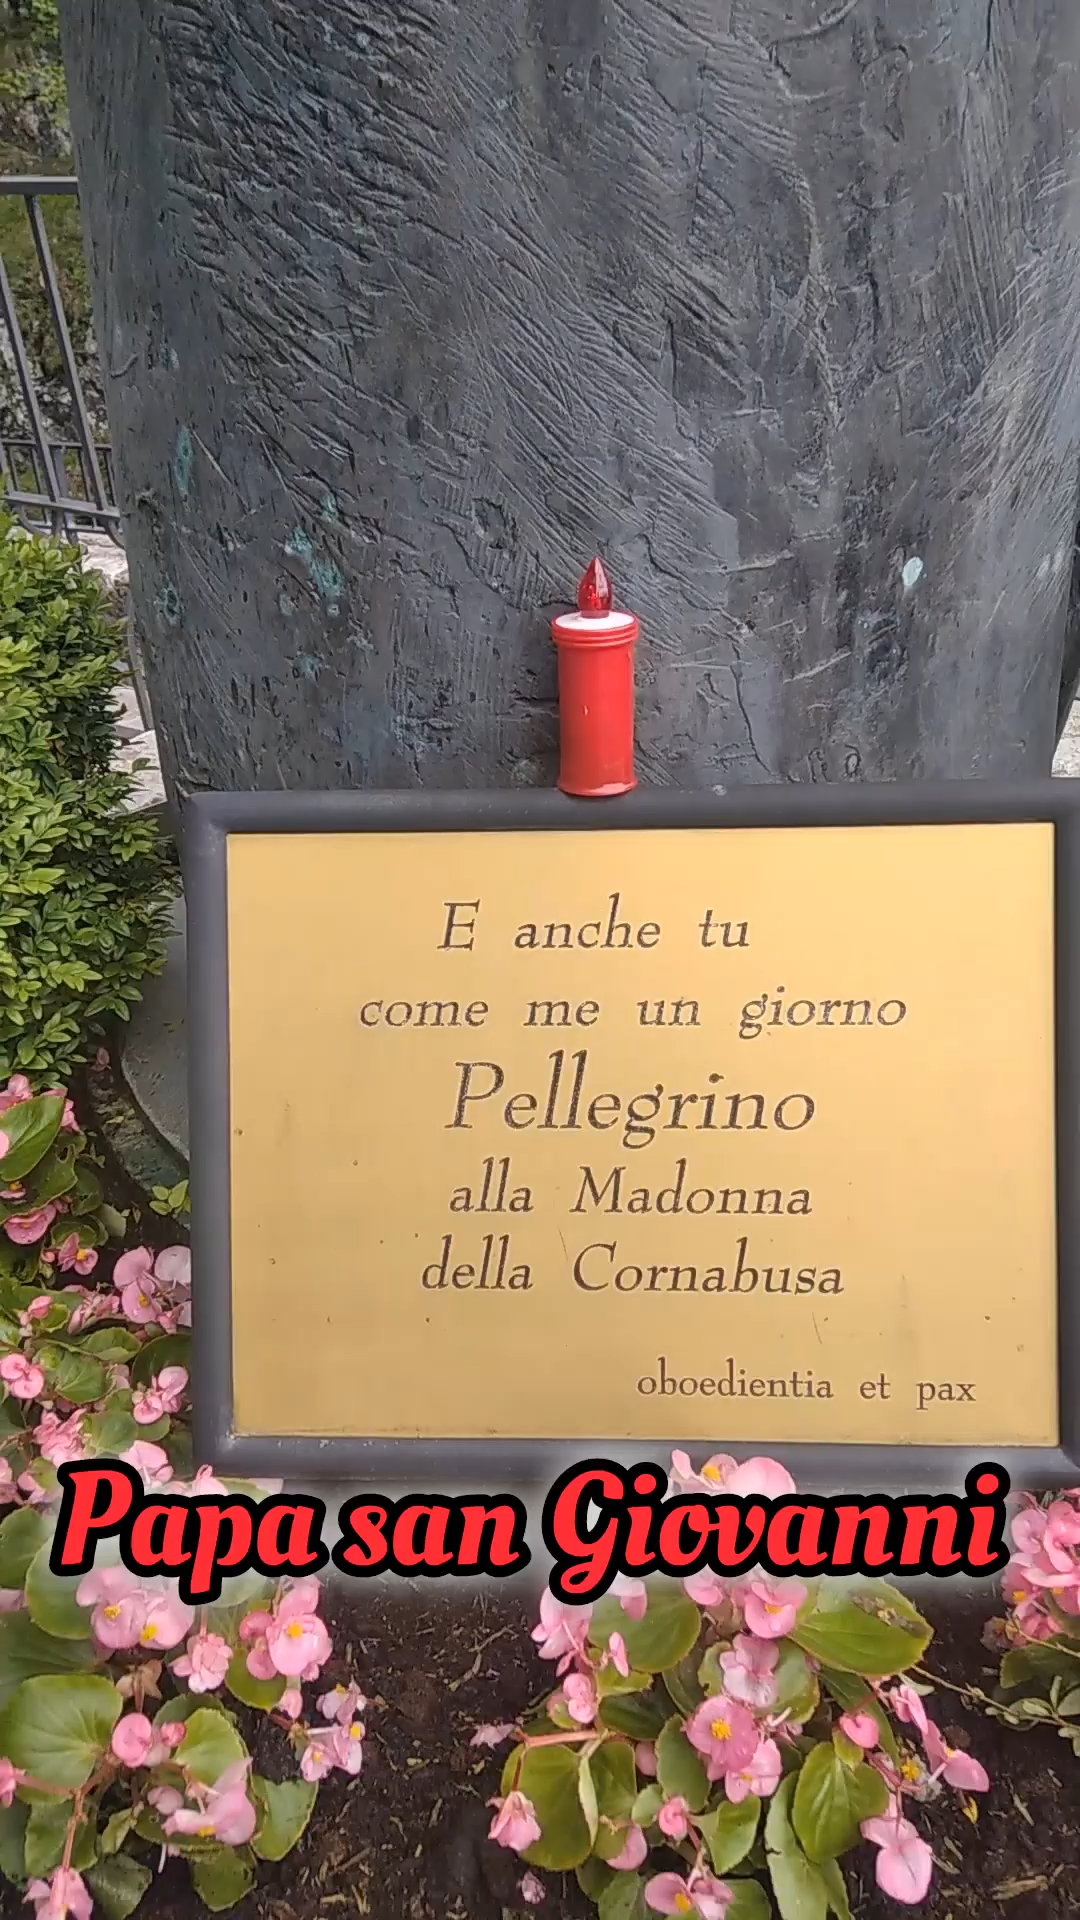 E anche tu
come me un giorno
Pellegrino
alla Madonna
della Cornabusa
oboedientia et pax
Papa san Giovanni